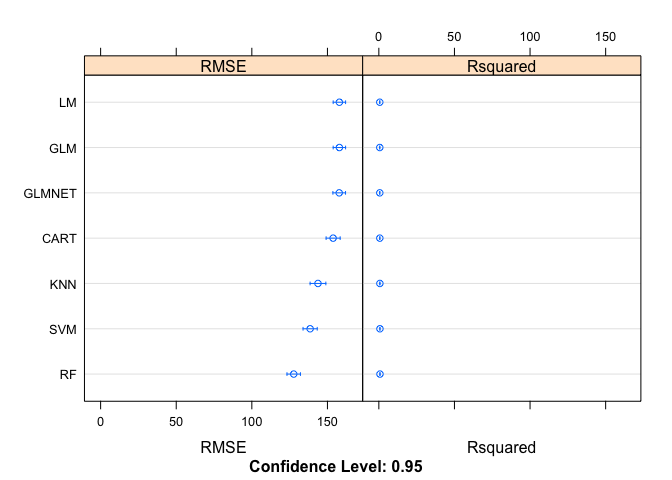 0 50 100 150
RMSE Rsquared
LM
GLM
GLMNET
CART
KNN
SVM
RF
0 50 100 150
RMSE Rsquared
Confidence Level: 0.95